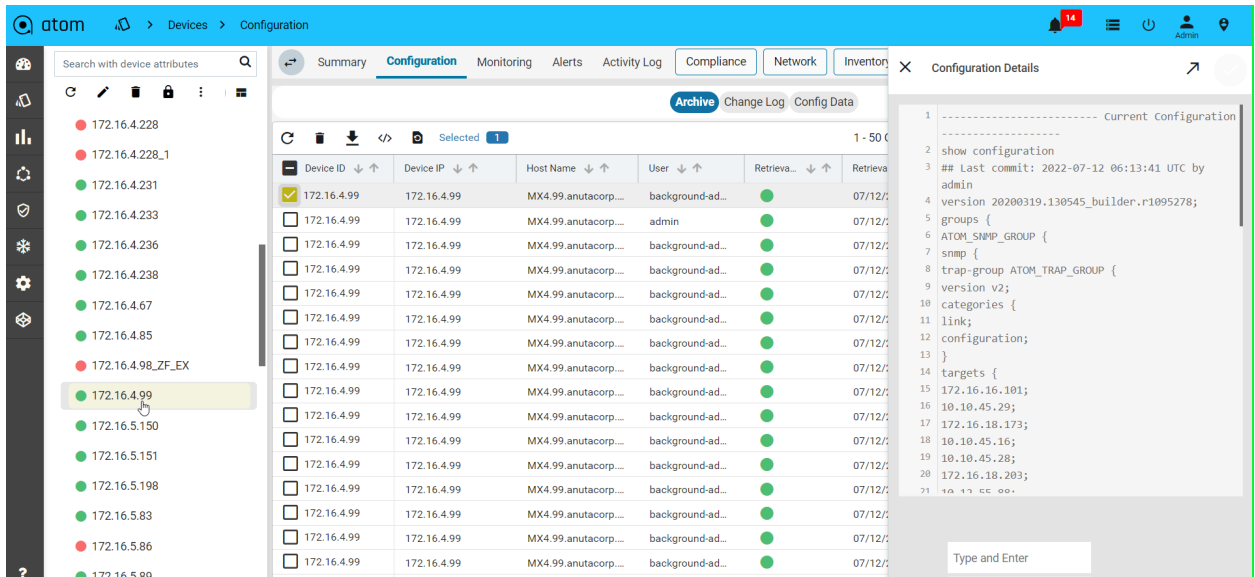 atom > Devices > Configuration
14
Admin
Search with device attributes
172.16.4.228
172.16.4.228_1
172.16.4.231
172.16.4.233
172.16.4.236
172.16.4.238
172.16.4.67
172.16.4.85
172.16.4.98_ZF_EX
172.16.4.99
172.16.5.150
172.16.5.151
172.16.5.198
172.16.5.83
172.16.5.86
172.16.5.89
?
Summary Configuration Monitoring Alerts Activity Log Compliance Network Inventory
Archive Change Log Config Data
Selected 1
1 - 50
Device ID Device IP Host Name User Retrieva... Retrieva
172.16.4.99 172.16.4.99 MX4.99.anutacorp.... background-ad... 07/12/
172.16.4.99 172.16.4.99 MX4.99.anutacorp.... admin 07/12/
172.16.4.99 172.16.4.99 MX4.99.anutacorp.... background-ad... 07/12/
172.16.4.99 172.16.4.99 MX4.99.anutacorp.... background-ad... 07/12/
172.16.4.99 172.16.4.99 MX4.99.anutacorp.... background-ad... 07/12/
172.16.4.99 172.16.4.99 MX4.99.anutacorp.... background-ad... 07/12/
172.16.4.99 172.16.4.99 MX4.99.anutacorp.... background-ad... 07/12/
172.16.4.99 172.16.4.99 MX4.99.anutacorp.... background-ad... 07/12/
172.16.4.99 172.16.4.99 MX4.99.anutacorp.... background-ad... 07/12/
172.16.4.99 172.16.4.99 MX4.99.anutacorp.... background-ad... 07/12/
172.16.4.99 172.16.4.99 MX4.99.anutacorp.... background-ad... 07/12/
172.16.4.99 172.16.4.99 MX4.99.anutacorp.... background-ad... 07/12/
172.16.4.99 172.16.4.99 MX4.99.anutacorp.... background-ad... 07/12/
172.16.4.99 172.16.4.99 MX4.99.anutacorp.... background-ad... 07/12/
172.16.4.99 172.16.4.99 MX4.99.anutacorp.... background-ad... 07/12/
172.16.4.99 172.16.4.99 MX4.99.anutacorp.... background-ad... 07/12/
Configuration Details
1 ------------------------ Current Configuration
------------------
2 show configuration
3 ## Last commit: 2022-07-12 06:13:41 UTC by
admin
4 version 20200319.130545_builder.r1095278;
5 groups {
6 ATOM_SNMP_GROUP {
7 snmp {
8 trap-group ATOM_TRAP_GROUP {
9 version v2;
10 categories {
11 link;
12 configuration;
13 }
14 targets {
15 172.16.16.101;
16 10.10.45.29;
17 172.16.18.173;
18 10.10.45.16;
19 10.10.45.28;
20 172.16.18.203;
21 10.12.55.88;
Type and Enter